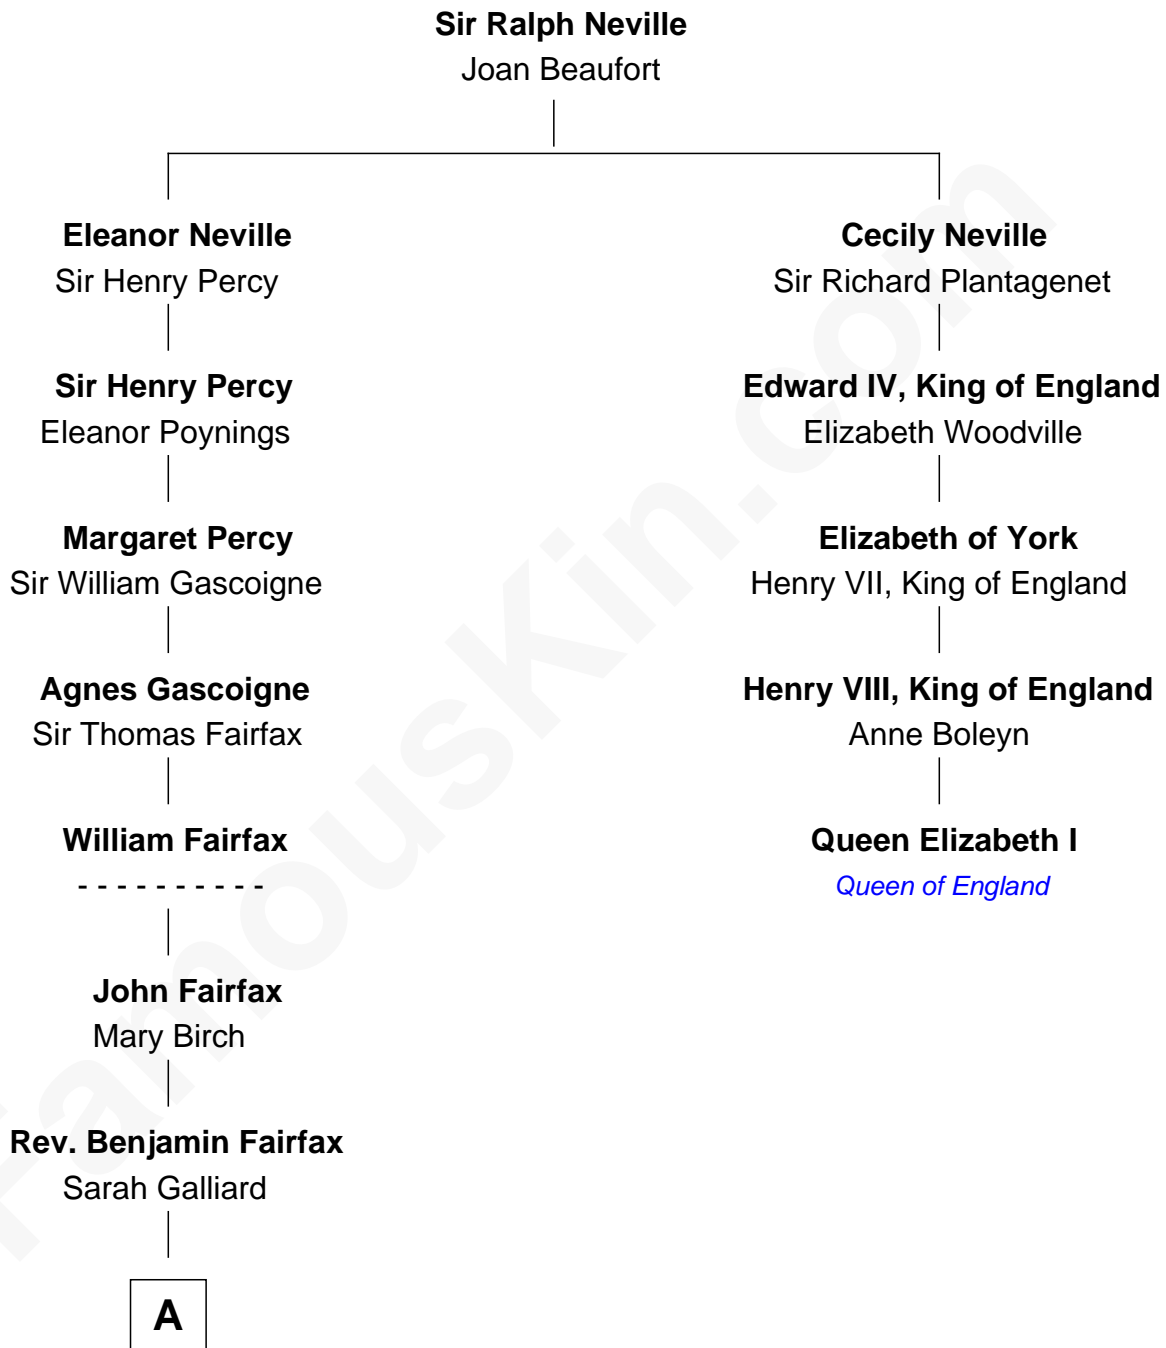 Sir Ralph Neville
Joan Beaufort
Eleanor Neville
Sir Henry Percy
Cecily Neville
Sir Richard Plantagenet
Sir Henry Percy
Eleanor Poynings
Edward IV, King of England
Elizabeth Woodville
Margaret Percy
Sir William Gascoigne
Elizabeth of York
Henry VII, King of England
Agnes Gascoigne
Sir Thomas Fairfax
Henry VIII, King of England
Anne Boleyn
William Fairfax
- - - - - - - - - -
Queen Elizabeth I
Queen of England
John Fairfax
Mary Birch
Rev. Benjamin Fairfax
Sarah Galliard
A
FamousKin.com